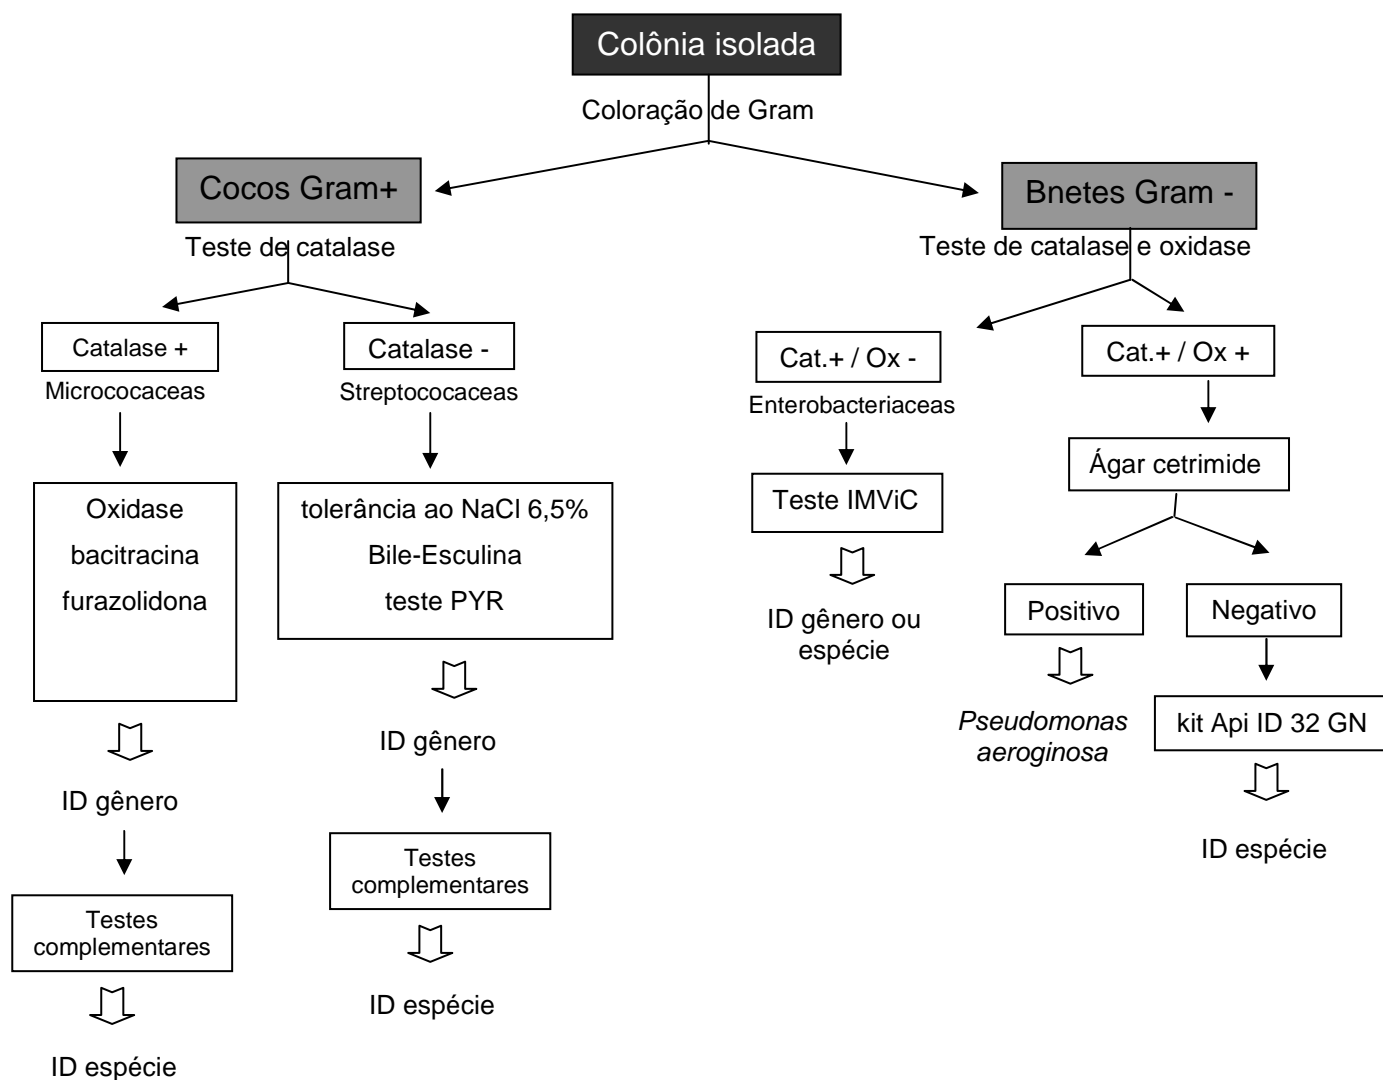 Colônia isolada
Coloração de Gram
Cocos Gram+
Bnetes Gram -
Teste de catalase
Teste de catalase e oxidase
Catalase +
Catalase -
Cat.+ / Ox -
Cat.+ / Ox +
Micrococaceas
Streptococaceas
Enterobacteriaceas
Ágar cetrimide
Oxidase
bacitracina
furazolidona
tolerância ao NaCl 6,5%
Bile-Esculina
teste PYR
Teste IMViC
Positivo
Negativo
ID gênero ou
espécie
Pseudomonas
aeroginosa
kit Api ID 32 GN
ID gênero
ID gênero
ID espécie
Testes
complementares
Testes
complementares
ID espécie
ID espécie